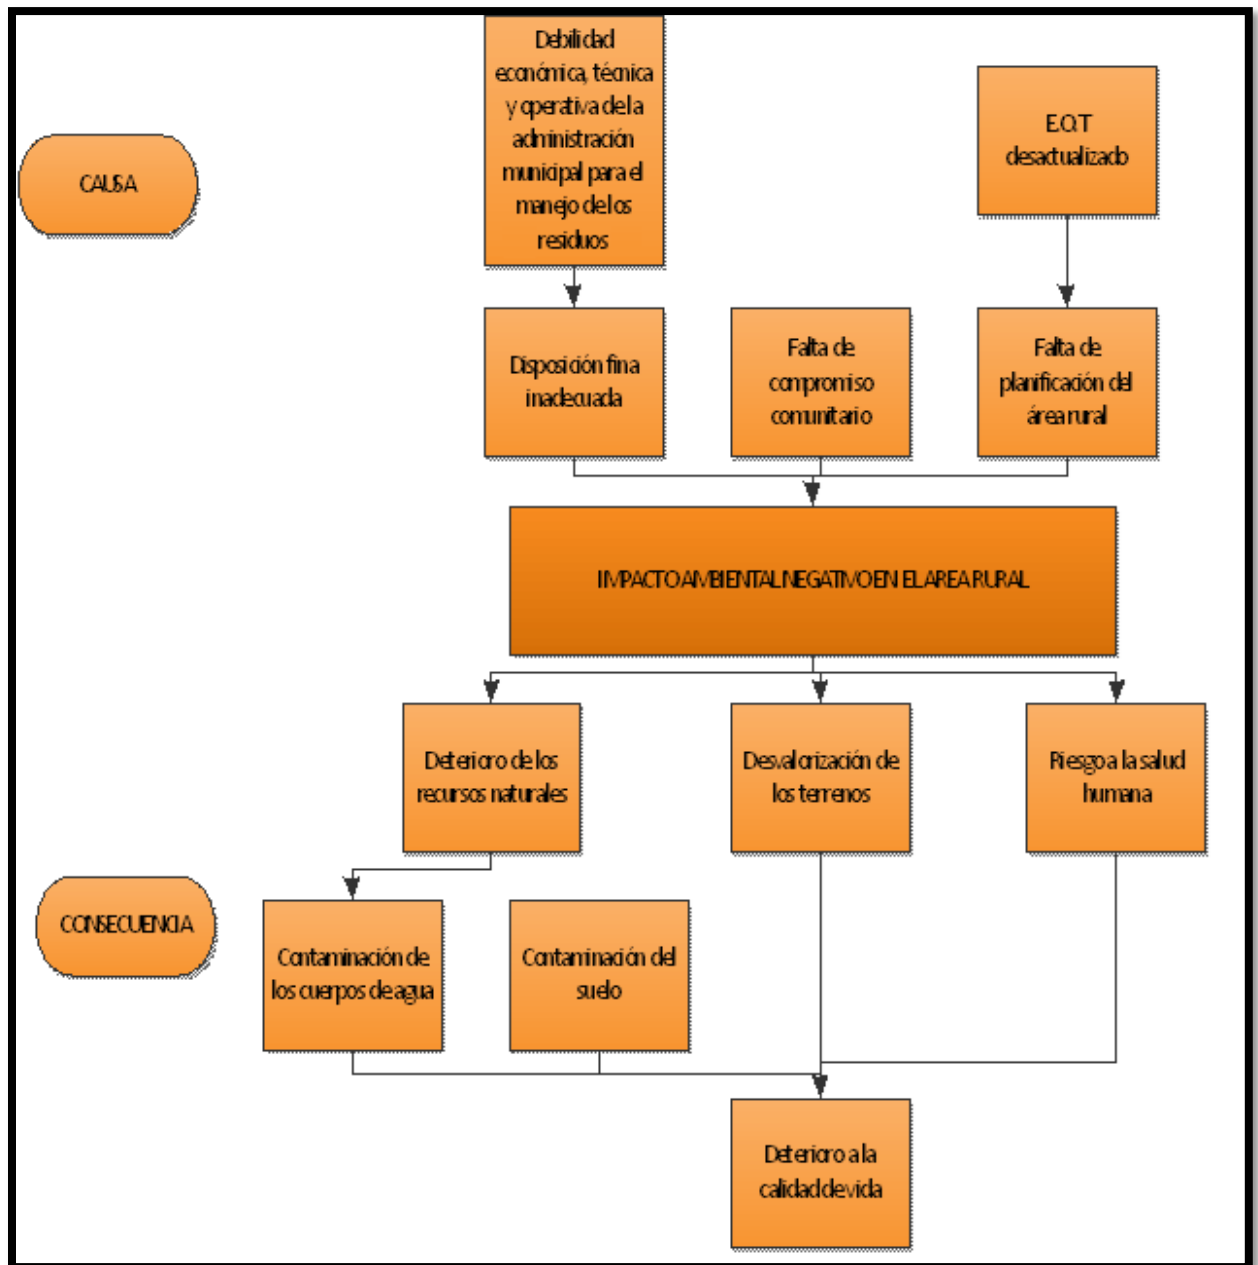 Debilidad
económica, técnica
y operativa de la
administración
municipal para el
manejo de los
residuos
E.O.T
desactualizado
CAUSA
Disposición fina
inadecuada
Falta de
compromiso
comunitario
Falta de
planificación del
área rural
IMPACTO AMBIENTAL NEGATIVO EN EL AREA RURAL
Deterioro de los
recursos naturales
Desvalorización de
los terrenos
Riesgo a la salud
humana
CONSECUENCIA
Contaminación de
los cuerpos de agua
Contaminación del
suelo
Deterioro a la
calidad de vida